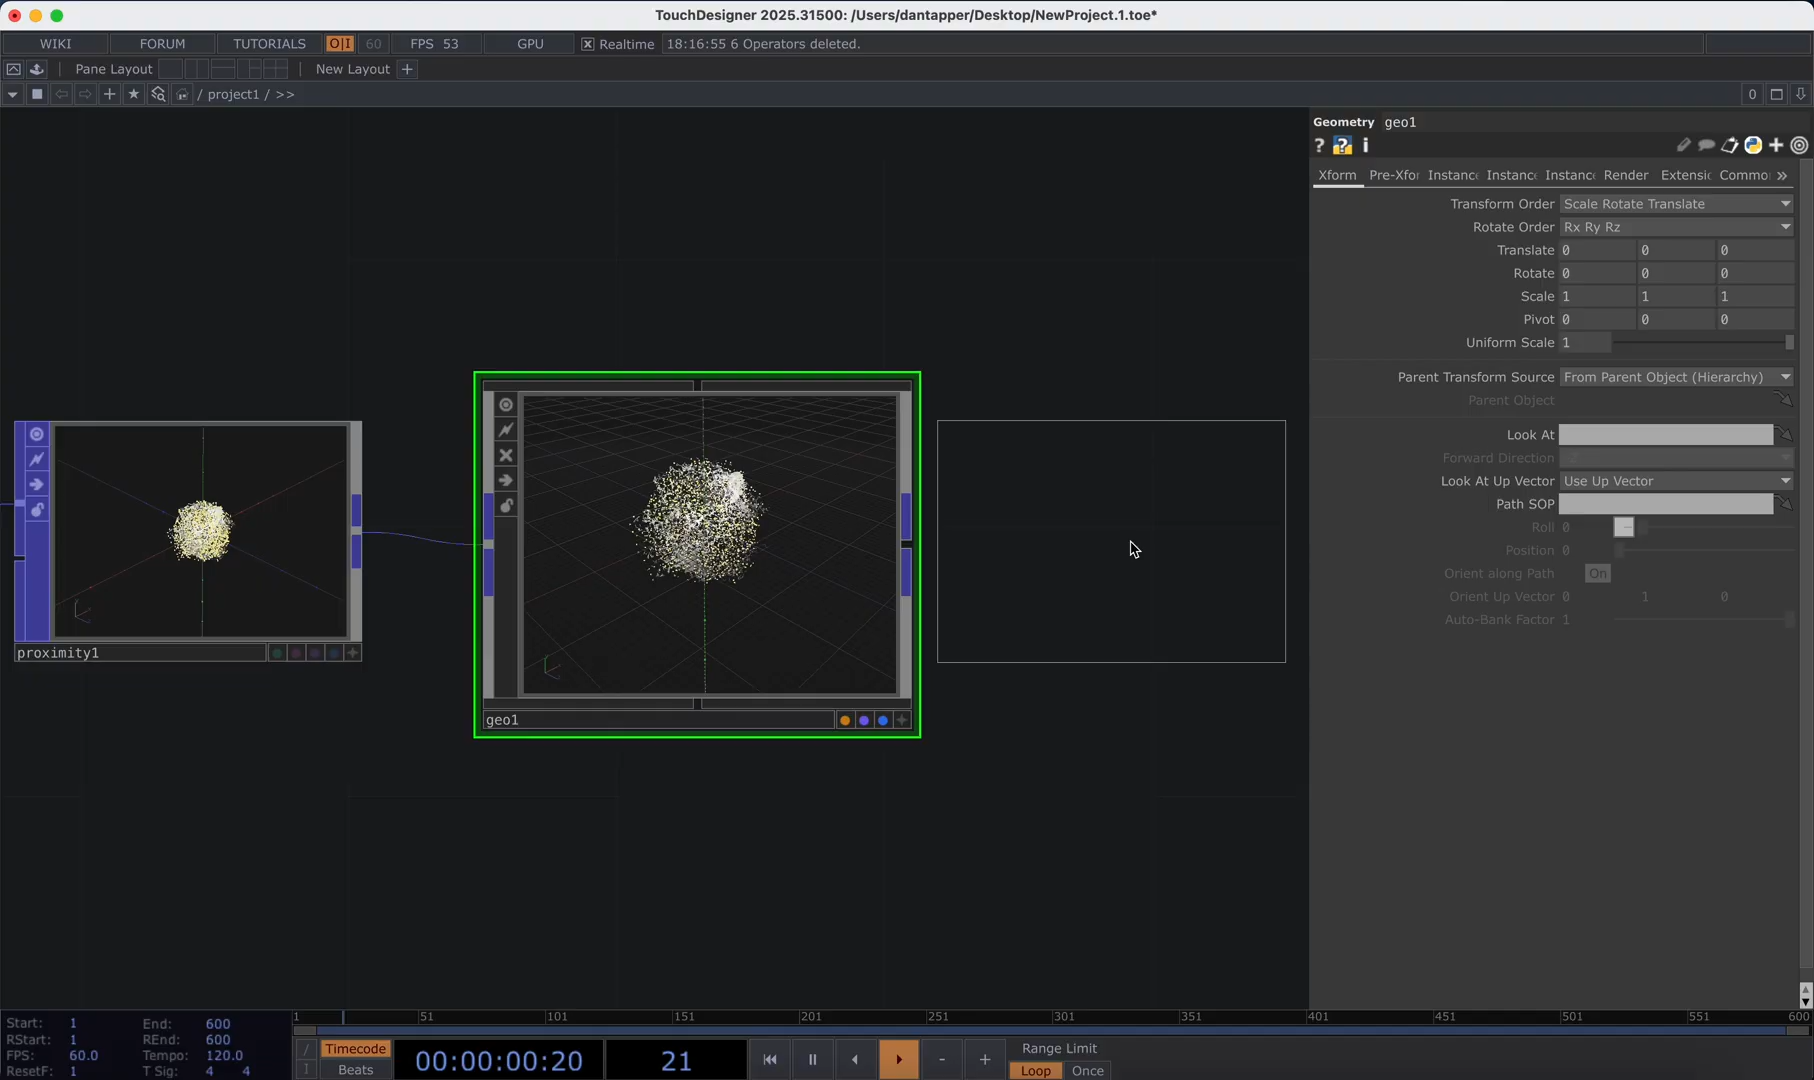 TouchDesigner 2025.31500: /Users/dantapper/Desktop/NewProject.1.toe*
WIKI FORUM TUTORIALS O|I 60 FPS 53 GPU Realtime 18:16:55 6 Operators deleted.
Pane Layout New Layout +
/ project1 / >> 0
Geometry geo1
Xform Pre-Xfor Instance Instance Instance Render Extensio Commo
Transform Order Scale Rotate Translate
Rotate Order Rx Ry Rz
Translate 0 0 0
Rotate 0 0 0
Scale 1 1 1
Pivot 0 0 0
Uniform Scale 1
Parent Transform Source From Parent Object (Hierarchy)
Parent Object
Look At
Forward Direction
Look At Up Vector Use Up Vector
Path SOP
Roll 0
Position 0
Orient along Path On
Orient Up Vector 0 1 0
Auto-Bank Factor 1
proximity1
geo1
1 51 101 151 201 251 301 351 401 451 501 551 600
Start: 1 End: 600
RStart: 1 REnd: 600
FPS: 60.0 Tempo: 120.0
ResetF: 1 T Sig: 4 4
Timecode
Beats
00:00:00:20
21
Range Limit
Loop Once